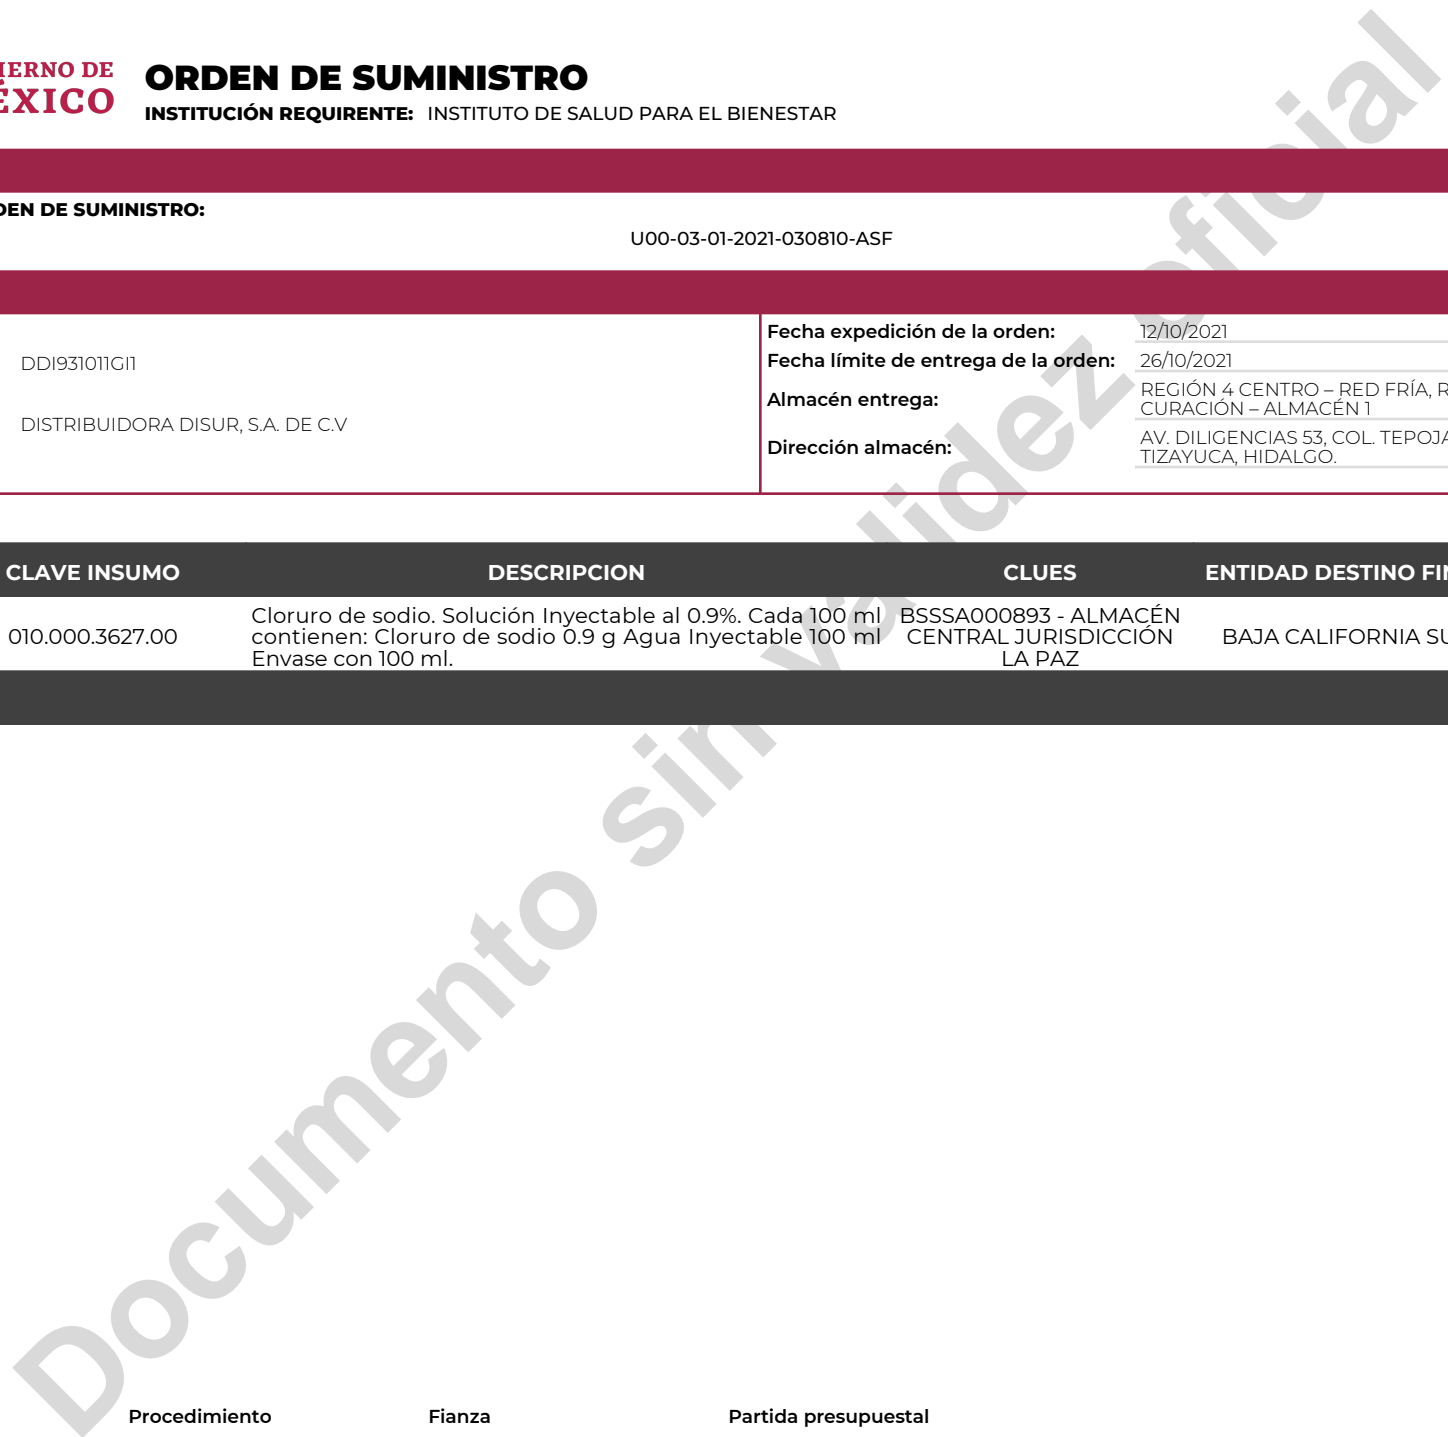 IERNO DE
ÉXICO
ORDEN DE SUMINISTRO
INSTITUCIÓN REQUIRENTE: INSTITUTO DE SALUD PARA EL BIENESTAR
DEN DE SUMINISTRO:
U00-03-01-2021-030810-ASF
DDI931011GI1
DISTRIBUIDORA DISUR, S.A. DE C.V
Fecha expedición de la orden: 12/10/2021
Fecha límite de entrega de la orden: 26/10/2021
Almacén entrega: REGIÓN 4 CENTRO – RED FRÍA, R
CURACIÓN – ALMACÉN 1
Dirección almacén: AV. DILIGENCIAS 53, COL. TEPOJA
TIZAYUCA, HIDALGO.
CLAVE INSUMO DESCRIPCION CLUES ENTIDAD DESTINO FIN
010.000.3627.00
Cloruro de sodio. Solución Inyectable al 0.9%. Cada 100 ml
contienen: Cloruro de sodio 0.9 g Agua Inyectable 100 ml
Envase con 100 ml.
BSSSA000893 - ALMACÉN
CENTRAL JURISDICCIÓN
LA PAZ
BAJA CALIFORNIA SU
Documento sin validez oficial
Procedimiento Fianza Partida presupuestal